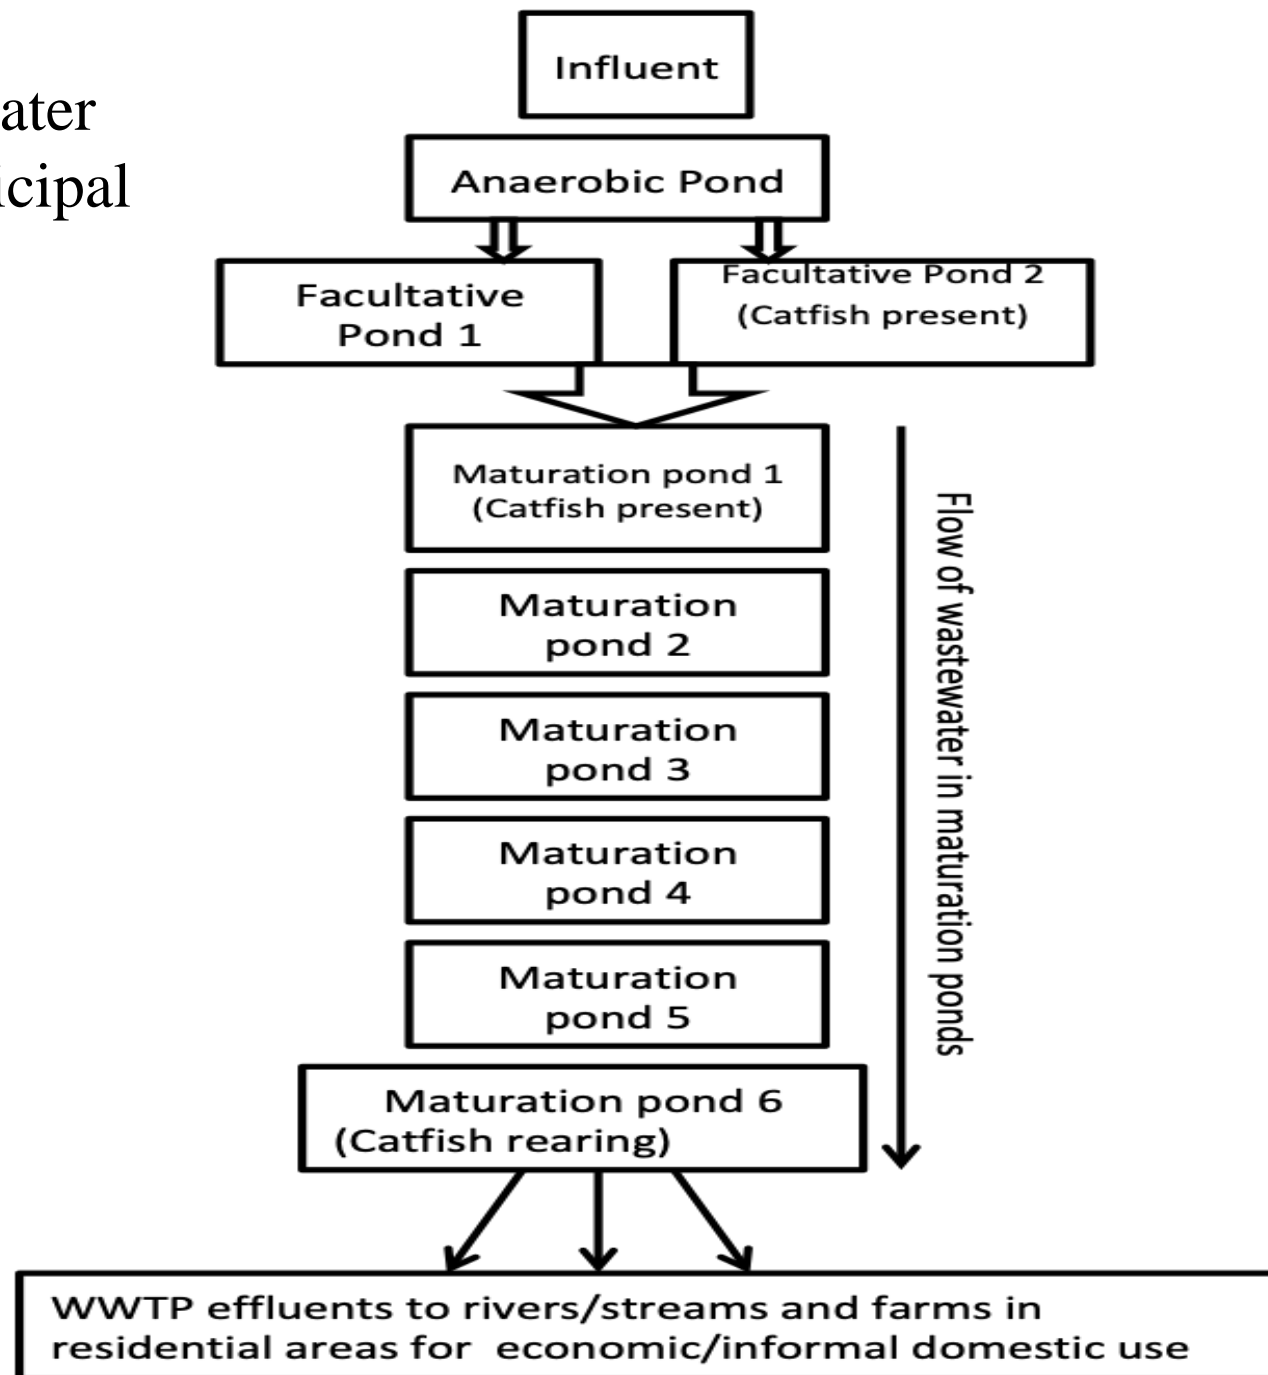 ater
icipal
Influent
Anaerobic Pond
Facultative
Pond 1
Facultative Pond 2
(Catfish present)
Maturation pond 1
(Catfish present)
Maturation
pond 2
Maturation
pond 3
Maturation
pond 4
Maturation
pond 5
Maturation pond 6
(Catfish rearing)
Flow of wastewater in maturation ponds
WWTP effluents to rivers/streams and farms in
residential areas for economic/informal domestic use